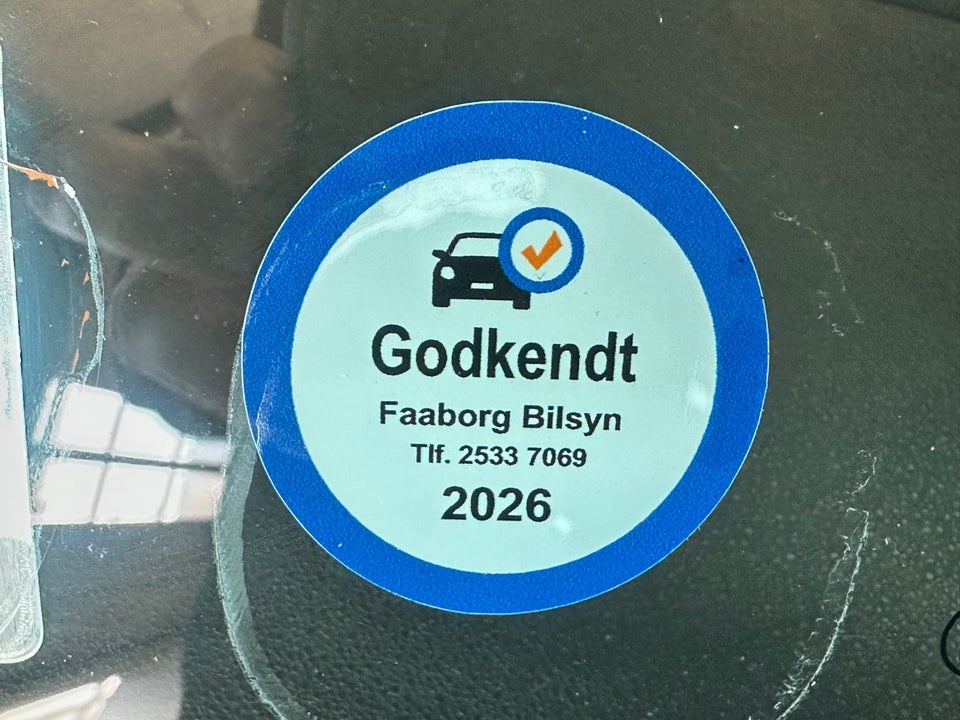 Godkendt
Faaborg Bilsyn
Tlf. 2533 7069
2026